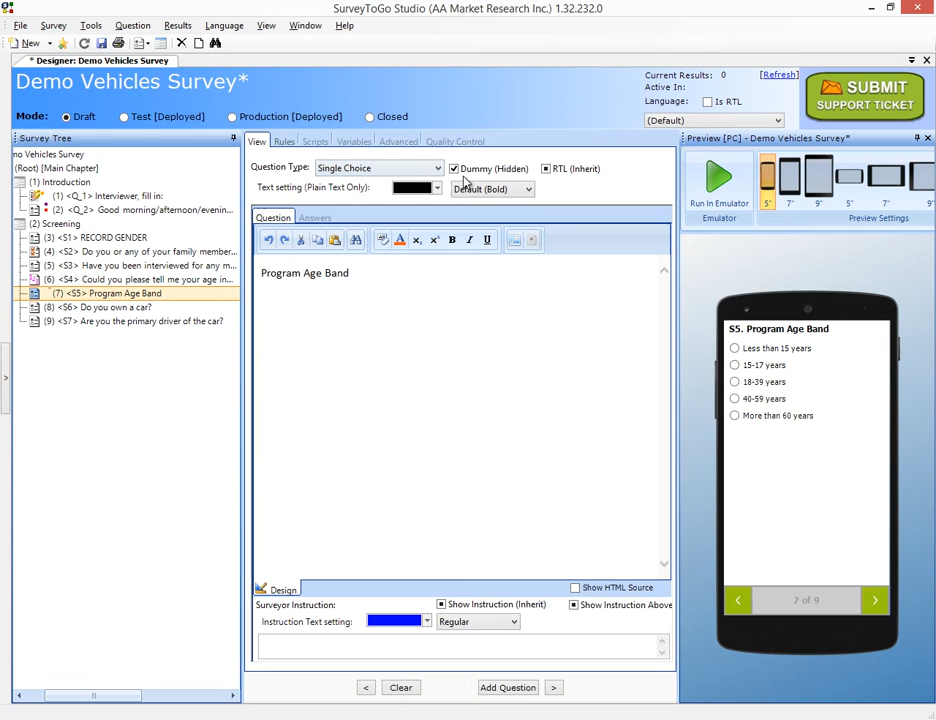 SurveyToGo Studio (AA Market Research Inc.) 1.32.232.0
File Survey Tools Question Results Language View Window Help
New
* Designer: Demo Vehicles Survey*
Demo Vehicles Survey*
Current Results: 0 [Refresh]
Active In:
Language: Is RTL
(Default)
SUBMIT
SUPPORT TICKET
Mode: Draft Test [Deployed] Production [Deployed] Closed
Survey Tree
mo Vehicles Survey
(Root) [Main Chapter]
(1) Introduction
(1) <Q_1> Interviewer, fill in:
(2) <Q_2> Good morning/afternoon/evenin...
(2) Screening
(3) <S1> RECORD GENDER
(4) <S2> Do you or any of your family member...
(5) <S3> Have you been interviewed for any m...
(6) <S4> Could you please tell me your age in...
(7) <S5> Program Age Band
(8) <S6> Do you own a car?
(9) <S7> Are you the primary driver of the car?
View Rules Scripts Variables Advanced Quality Control
Question Type: Single Choice Dummy (Hidden) RTL (Inherit)
Text setting (Plain Text Only): Default (Bold)
Question Answers
Program Age Band
Design Show HTML Source
Surveyor Instruction: Show Instruction (Inherit) Show Instruction Above
Instruction Text setting: Regular
< Clear Add Question >
Preview [PC] - Demo Vehicles Survey*
Run In Emulator 5" 7" 9" 5" 7" 9"
Emulator Preview Settings
S5. Program Age Band
Less than 15 years
15-17 years
18-39 years
40-59 years
More than 60 years
7 of 9